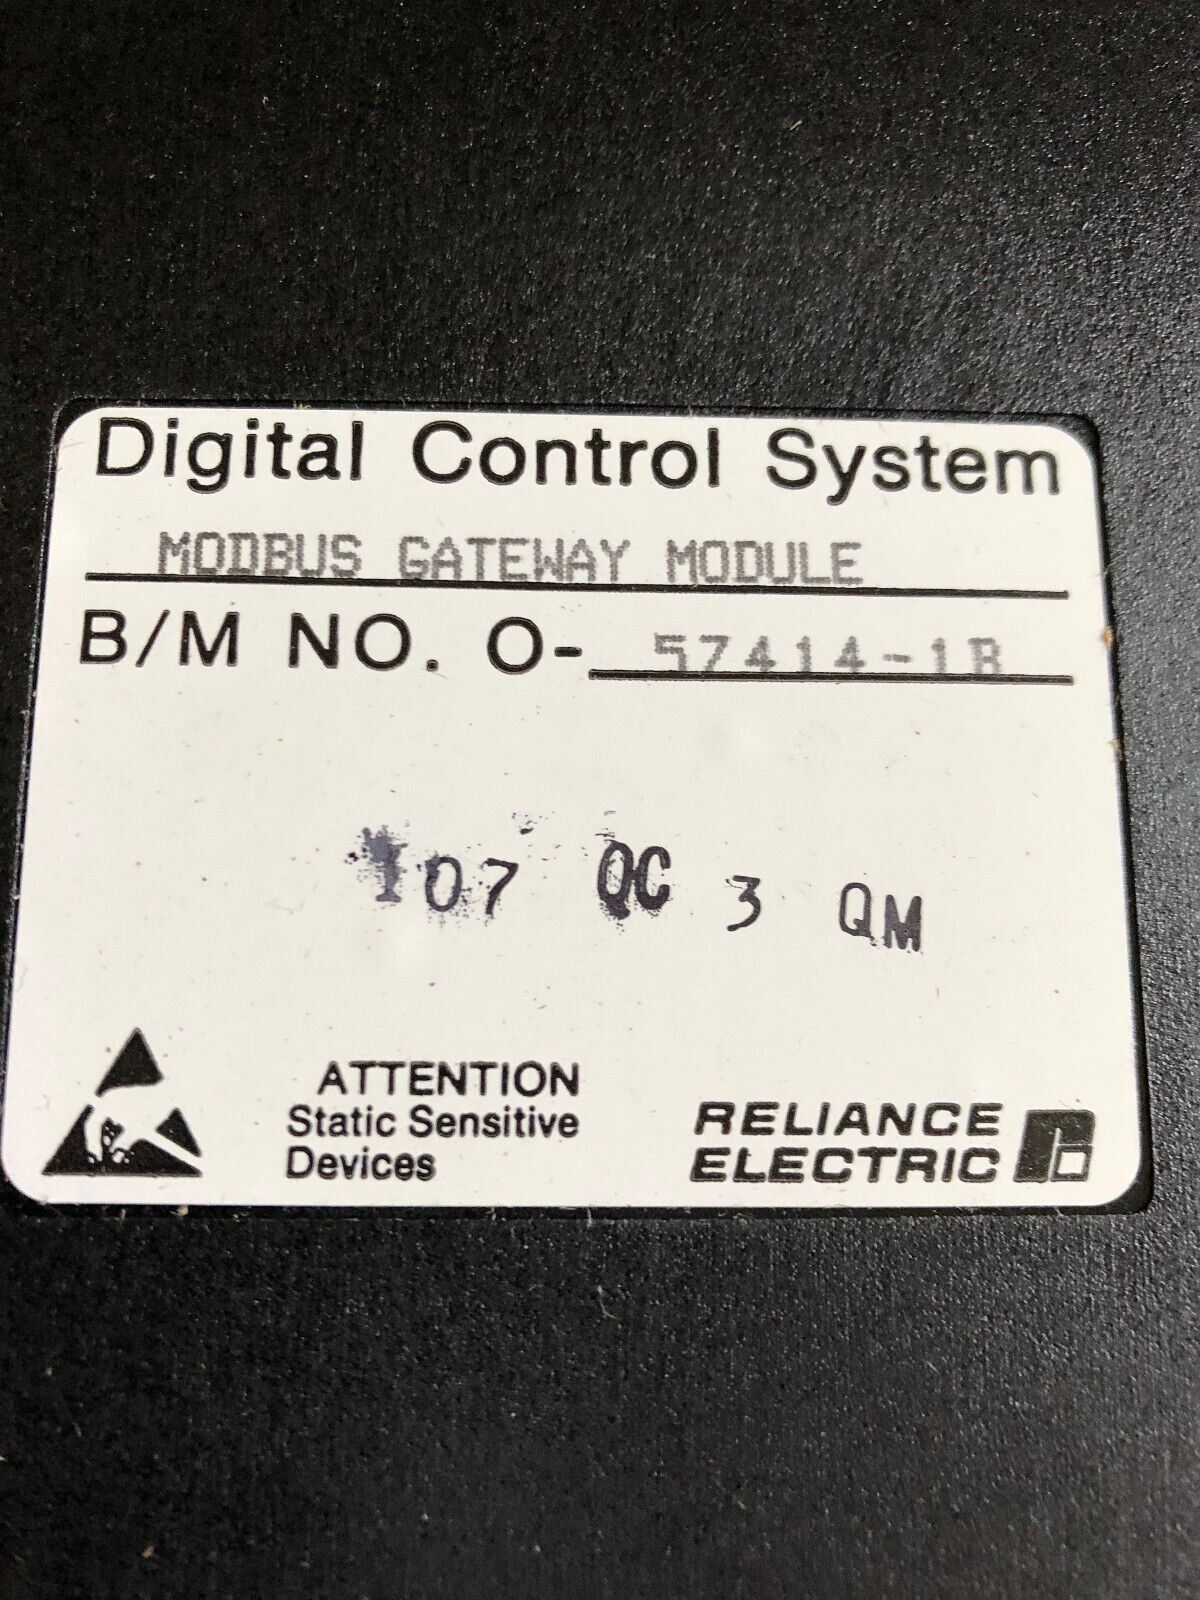 Digital Control System
MODBUS GATEWAY MODULE
B/M NO. O- 57414-1B
107 QC 3 QM
ATTENTION
Static Sensitive
Devices
RELIANCE
ELECTRIC